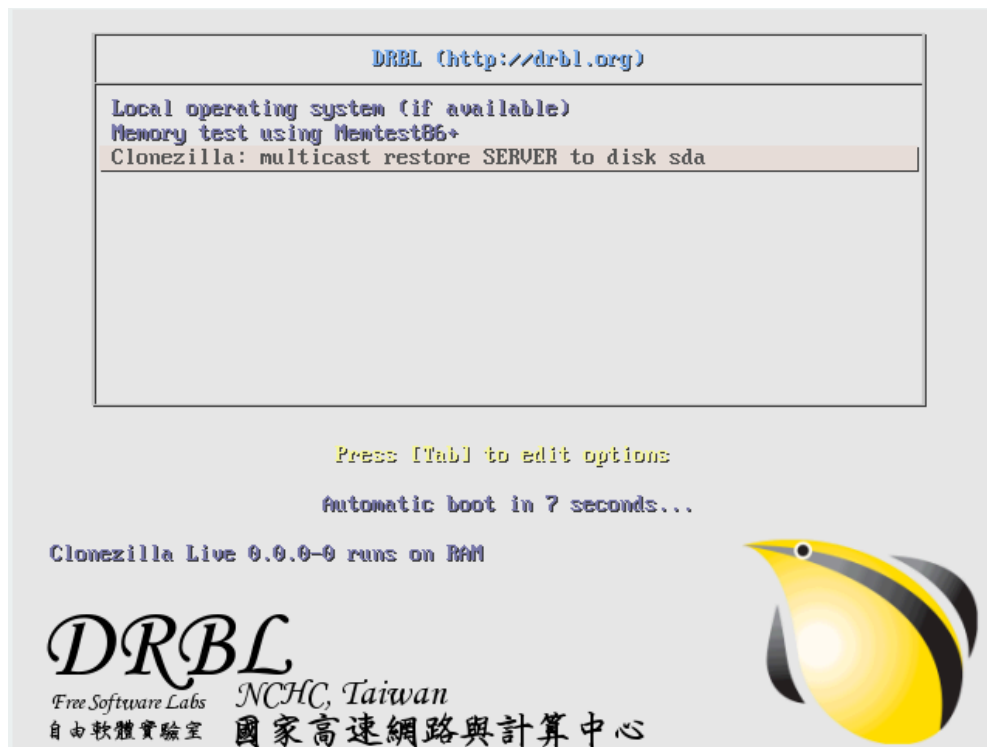 DRBL (http://drbl.org)
Local operating system (if available)
Memory test using Memtest86+
Clonezilla: multicast restore SERVER to disk sda
Press [Tab] to edit options
Automatic boot in 7 seconds...
Clonezilla Live 0.0.0-0 runs on RAM
DRBL
Free Software Labs NCHC, Taiwan
自由軟體實驗室 國家高速網路與計算中心